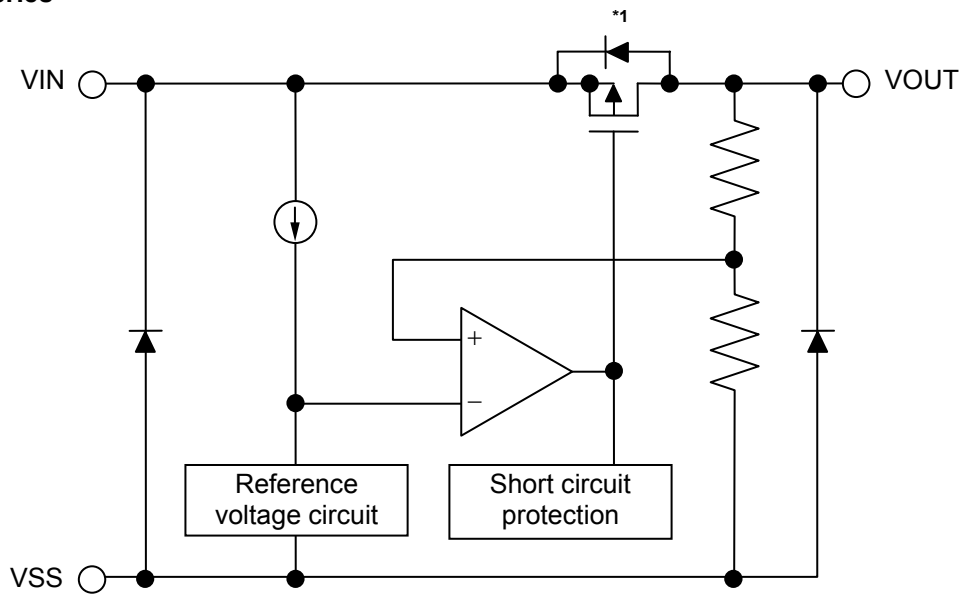 *1
VIN
VOUT
+
−
Reference
voltage circuit
Short circuit
protection
VSS